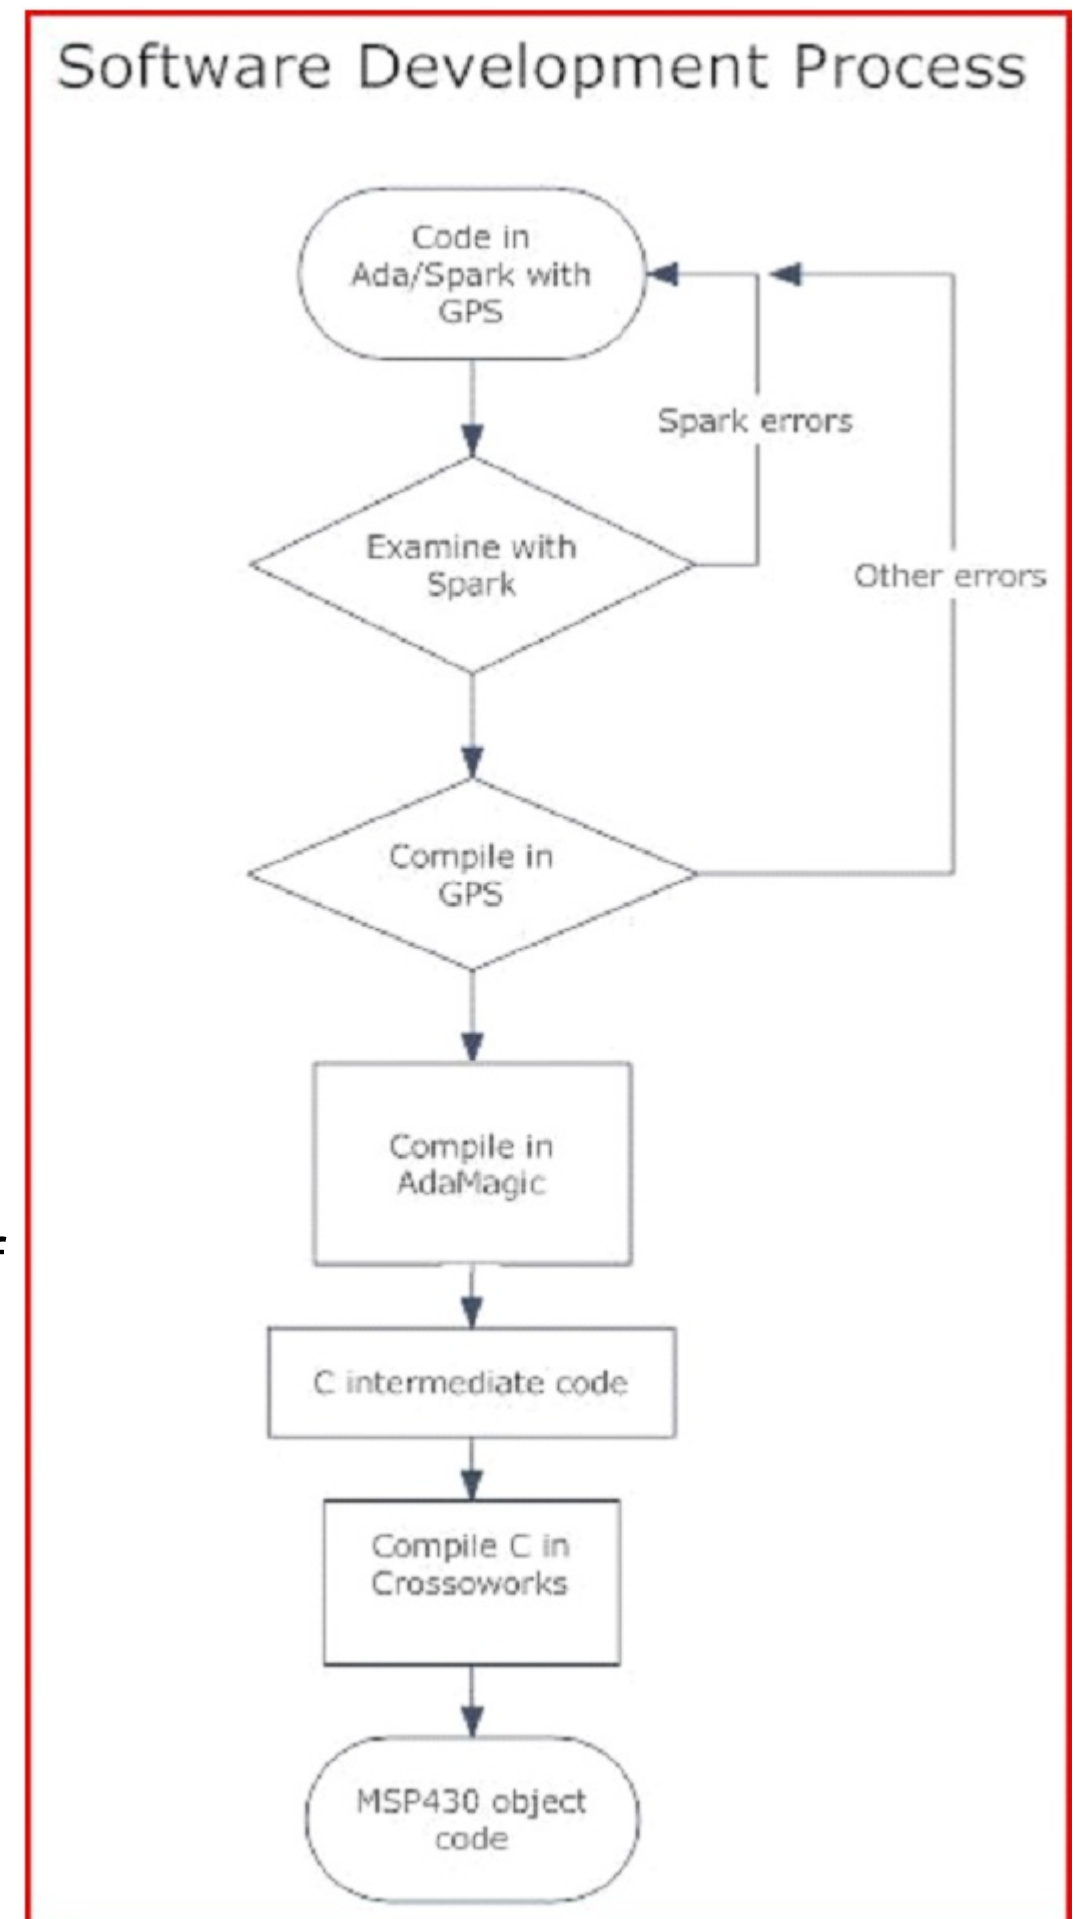 Software Development Process
Code in
Ada/Spark with
GPS
Spark errors
Examine with
Spark
Other errors
Compile in
GPS
Compile in
AdaMagic
C intermediate code
Compile C in
Crossoworks
MSP430 object
code